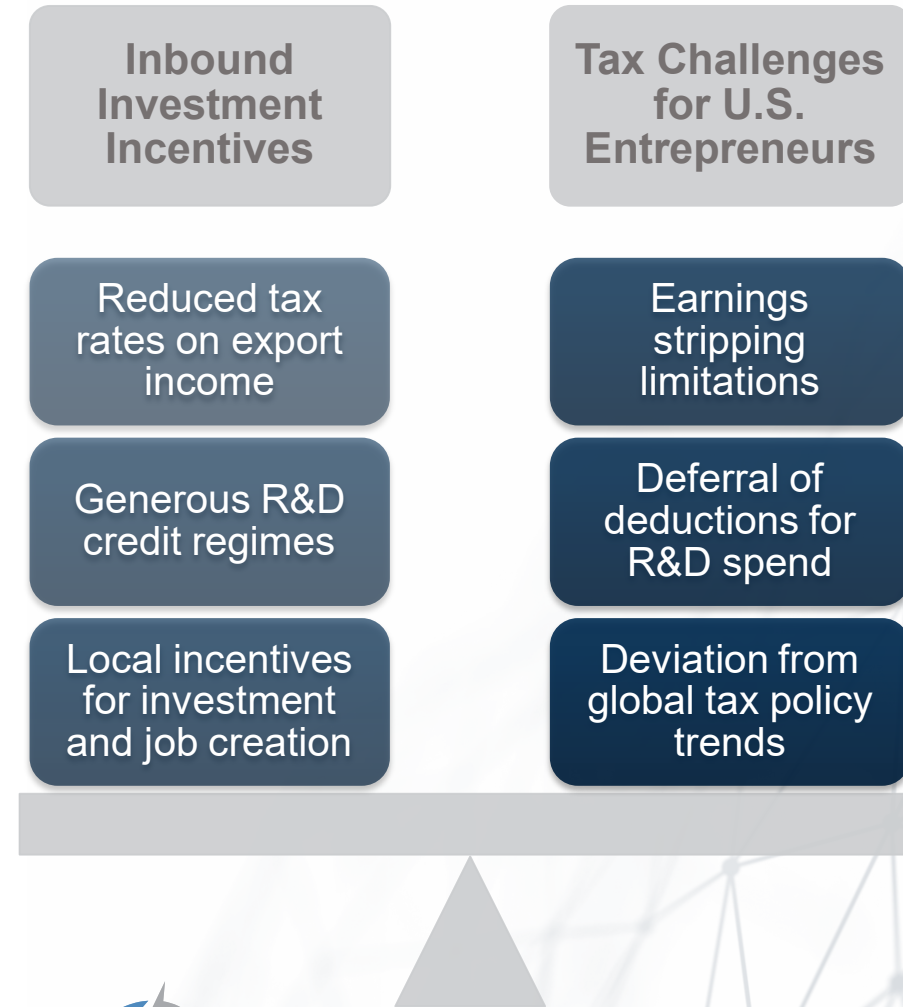 Inbound
Investment
Incentives
Reduced tax
rates on export
income
Generous R&D
credit regimes
Local incentives
for investment
and job creation
Tax Challenges
for U.S.
Entrepreneurs
Earnings
stripping
limitations
Deferral of
deductions for
R&D spend
Deviation from
global tax policy
trends